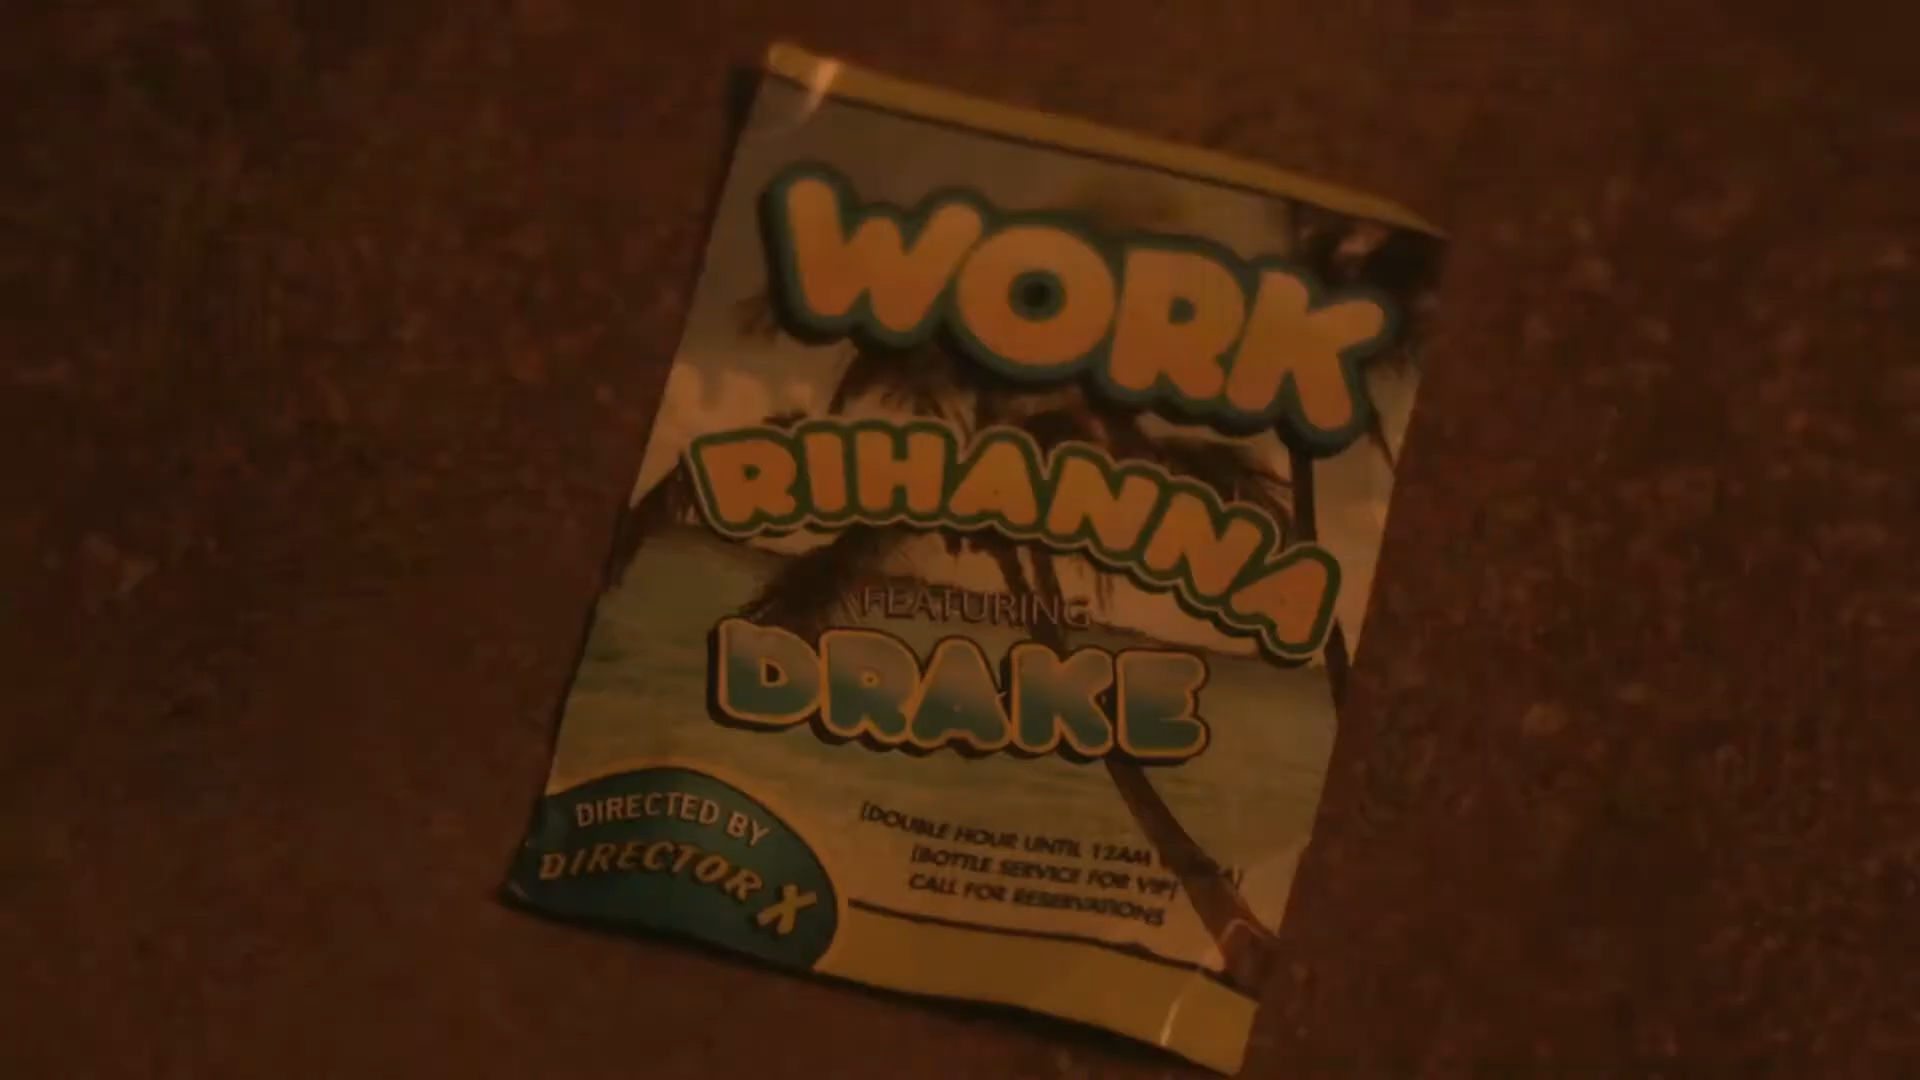 WORK
RIHANNA
FEATURING
DRAKE
DIRECTED BY
DIRECTOR X
[DOUBLE HOUR UNTIL 12AM
[BOTTLE SERVICE FOR VIP]
CALL FOR RESERVATIONS